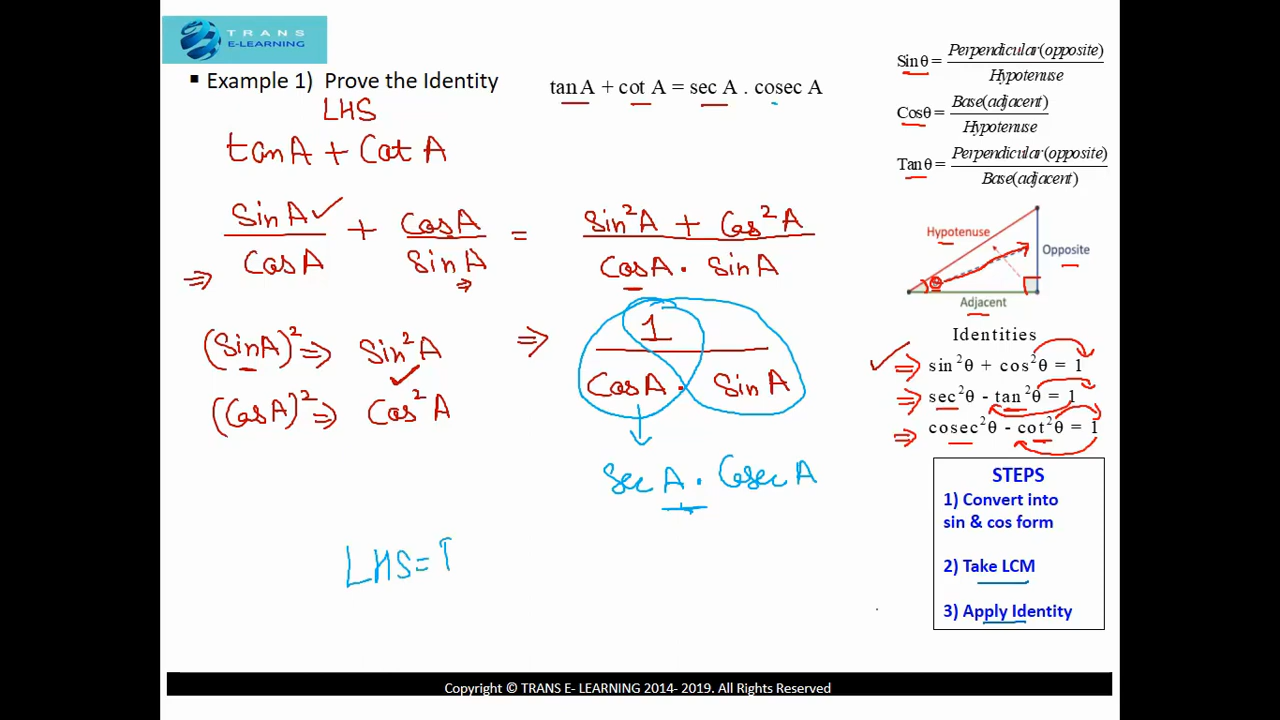 TRANS
E-LEARNING
▪ Example 1) Prove the Identity
tan A + cot A = sec A . cosec A
LHS
tanA + Cot A
SinA✓/CosA + CosA/SinA = Sin²A + Cos²A/CosA · SinA
⇒
→
(SinA)² ⇒ Sin²A
(CosA)² ⇒ Cos²A
✓
⇒ 1/CosA · SinA
Sec A · Cosec A
LHS =
Sinθ = Perpendicular(opposite)/Hypotenuse
Cosθ = Base(adjacent)/Hypotenuse
Tanθ = Perpendicular(opposite)/Base(adjacent)
Hypotenuse
Opposite
θ
Adjacent
Identities
✓⇒ sin²θ + cos²θ = 1
⇒ sec²θ - tan²θ = 1
⇒ cosec²θ - cot²θ = 1
STEPS
1) Convert into
sin & cos form
2) Take LCM
3) Apply Identity
Copyright © TRANS E- LEARNING 2014- 2019. All Rights Reserved